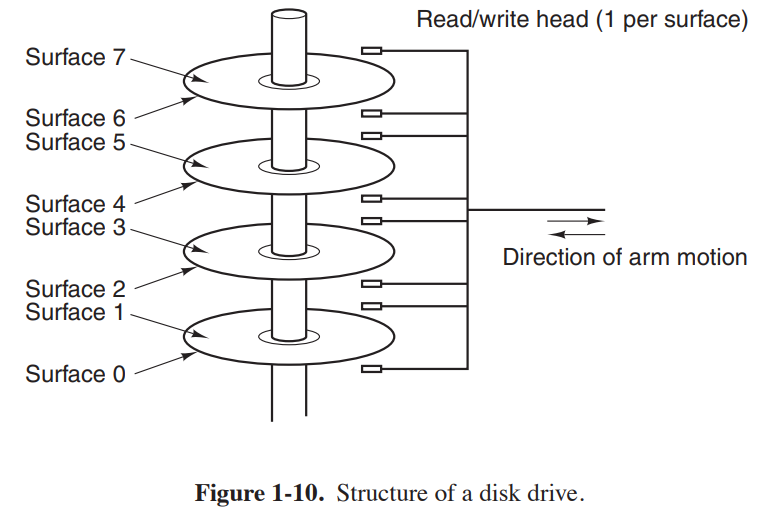 Read/write head (1 per surface)
Surface 7
Surface 6
Surface 5
Surface 4
Surface 3
Direction of arm motion
Surface 2
Surface 1
Surface 0
Figure 1-10. Structure of a disk drive.